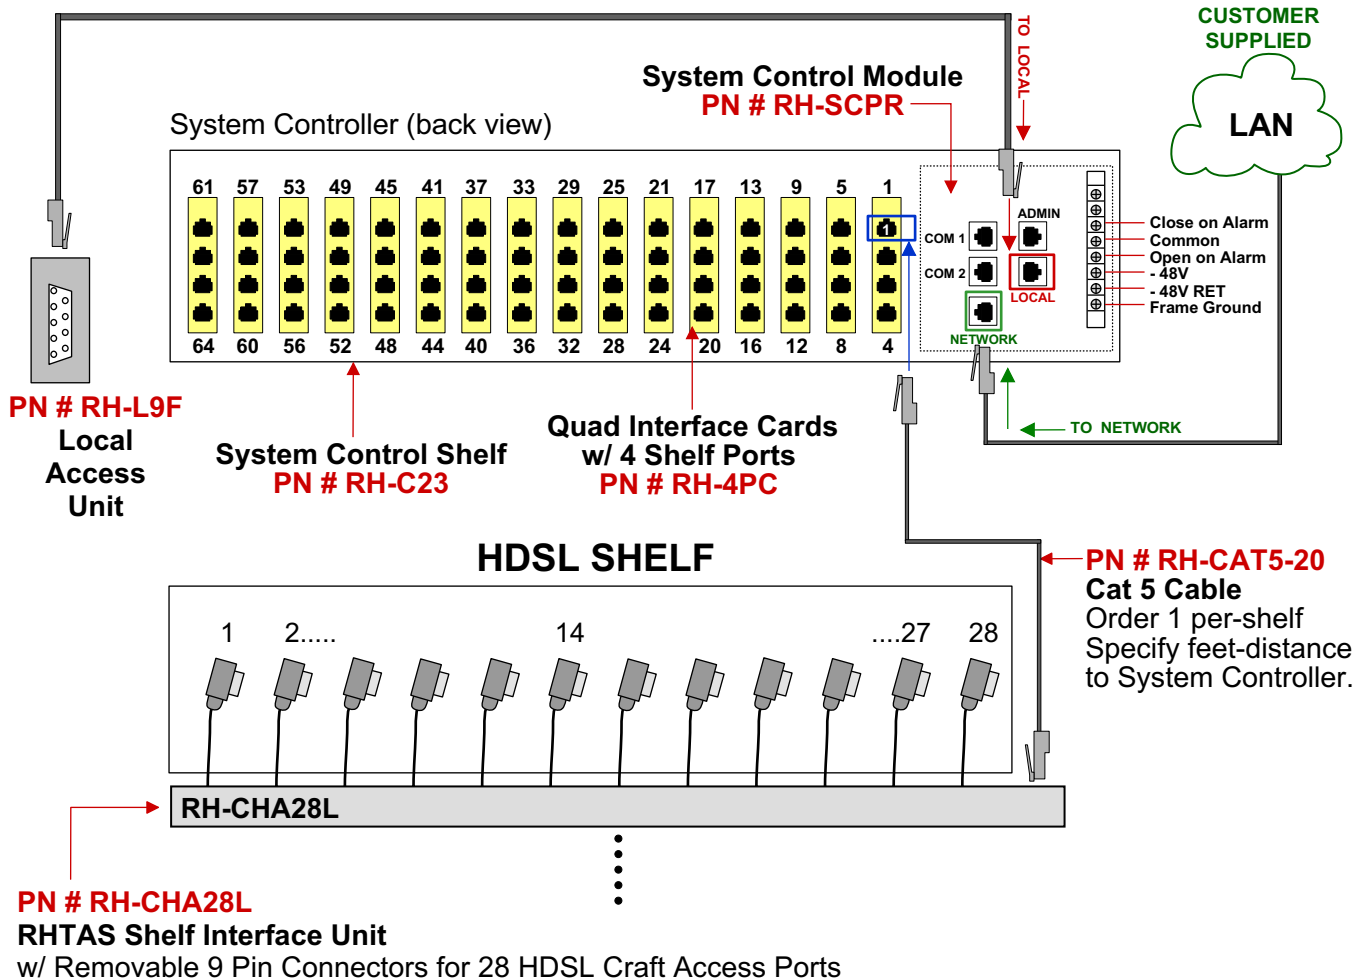 CUSTOMER
SUPPLIED
LAN
TO LOCAL
System Control Module
PN # RH-SCPR
System Controller (back view)
61 57 53 49 45 41 37 33 29 25 21 17 13 9 5 1
1
64 60 56 52 48 44 40 36 32 28 24 20 16 12 8 4
ADMIN
COM 1
COM 2
LOCAL
NETWORK
Close on Alarm
Common
Open on Alarm
- 48V
- 48V RET
Frame Ground
TO NETWORK
PN # RH-L9F
Local
Access
Unit
System Control Shelf
PN # RH-C23
Quad Interface Cards
w/ 4 Shelf Ports
PN # RH-4PC
HDSL SHELF
PN # RH-CAT5-20
Cat 5 Cable
Order 1 per-shelf
Specify feet-distance
to System Controller.
1 2..... 14 ....27 28
RH-CHA28L
PN # RH-CHA28L
RHTAS Shelf Interface Unit
w/ Removable 9 Pin Connectors for 28 HDSL Craft Access Ports